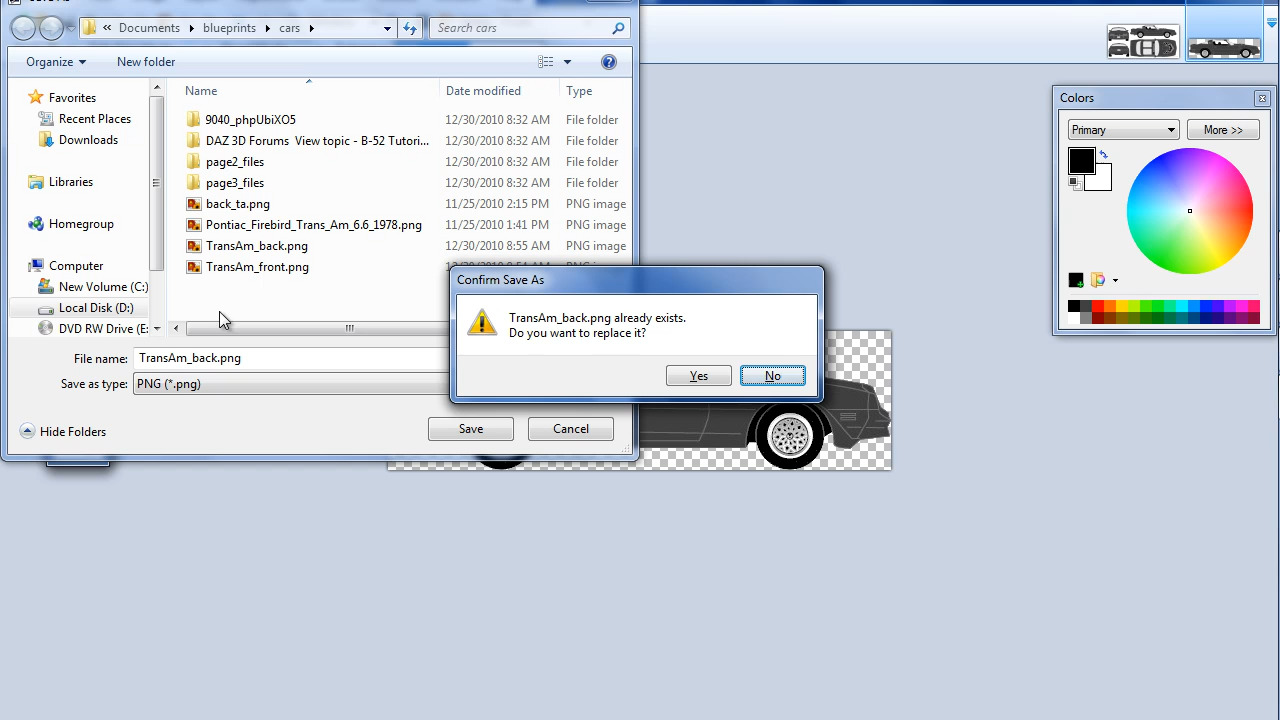 Documents
blueprints
cars
Search cars
Organize
New folder
Name
Date modified
Type
Favorites
Recent Places
Downloads
Libraries
Homegroup
Computer
New Volume (C:)
Local Disk (D:)
DVD RW Drive (E:
9040_phpUbiXO5 12/30/2010 8:32 AM File folder
DAZ 3D Forums View topic - B-52 Tutori... 12/30/2010 8:32 AM File folder
page2_files 12/30/2010 8:32 AM File folder
page3_files 12/30/2010 8:32 AM File folder
back_ta.png 11/25/2010 2:15 PM PNG image
Pontiac_Firebird_Trans_Am_6.6_1978.png 11/25/2010 1:41 PM PNG image
TransAm_back.png 12/30/2010 8:55 AM PNG image
TransAm_front.png
File name: TransAm_back.png
Save as type: PNG (*.png)
Hide Folders
Save
Cancel
Confirm Save As
TransAm_back.png already exists.
Do you want to replace it?
Yes
No
Colors
Primary
More >>